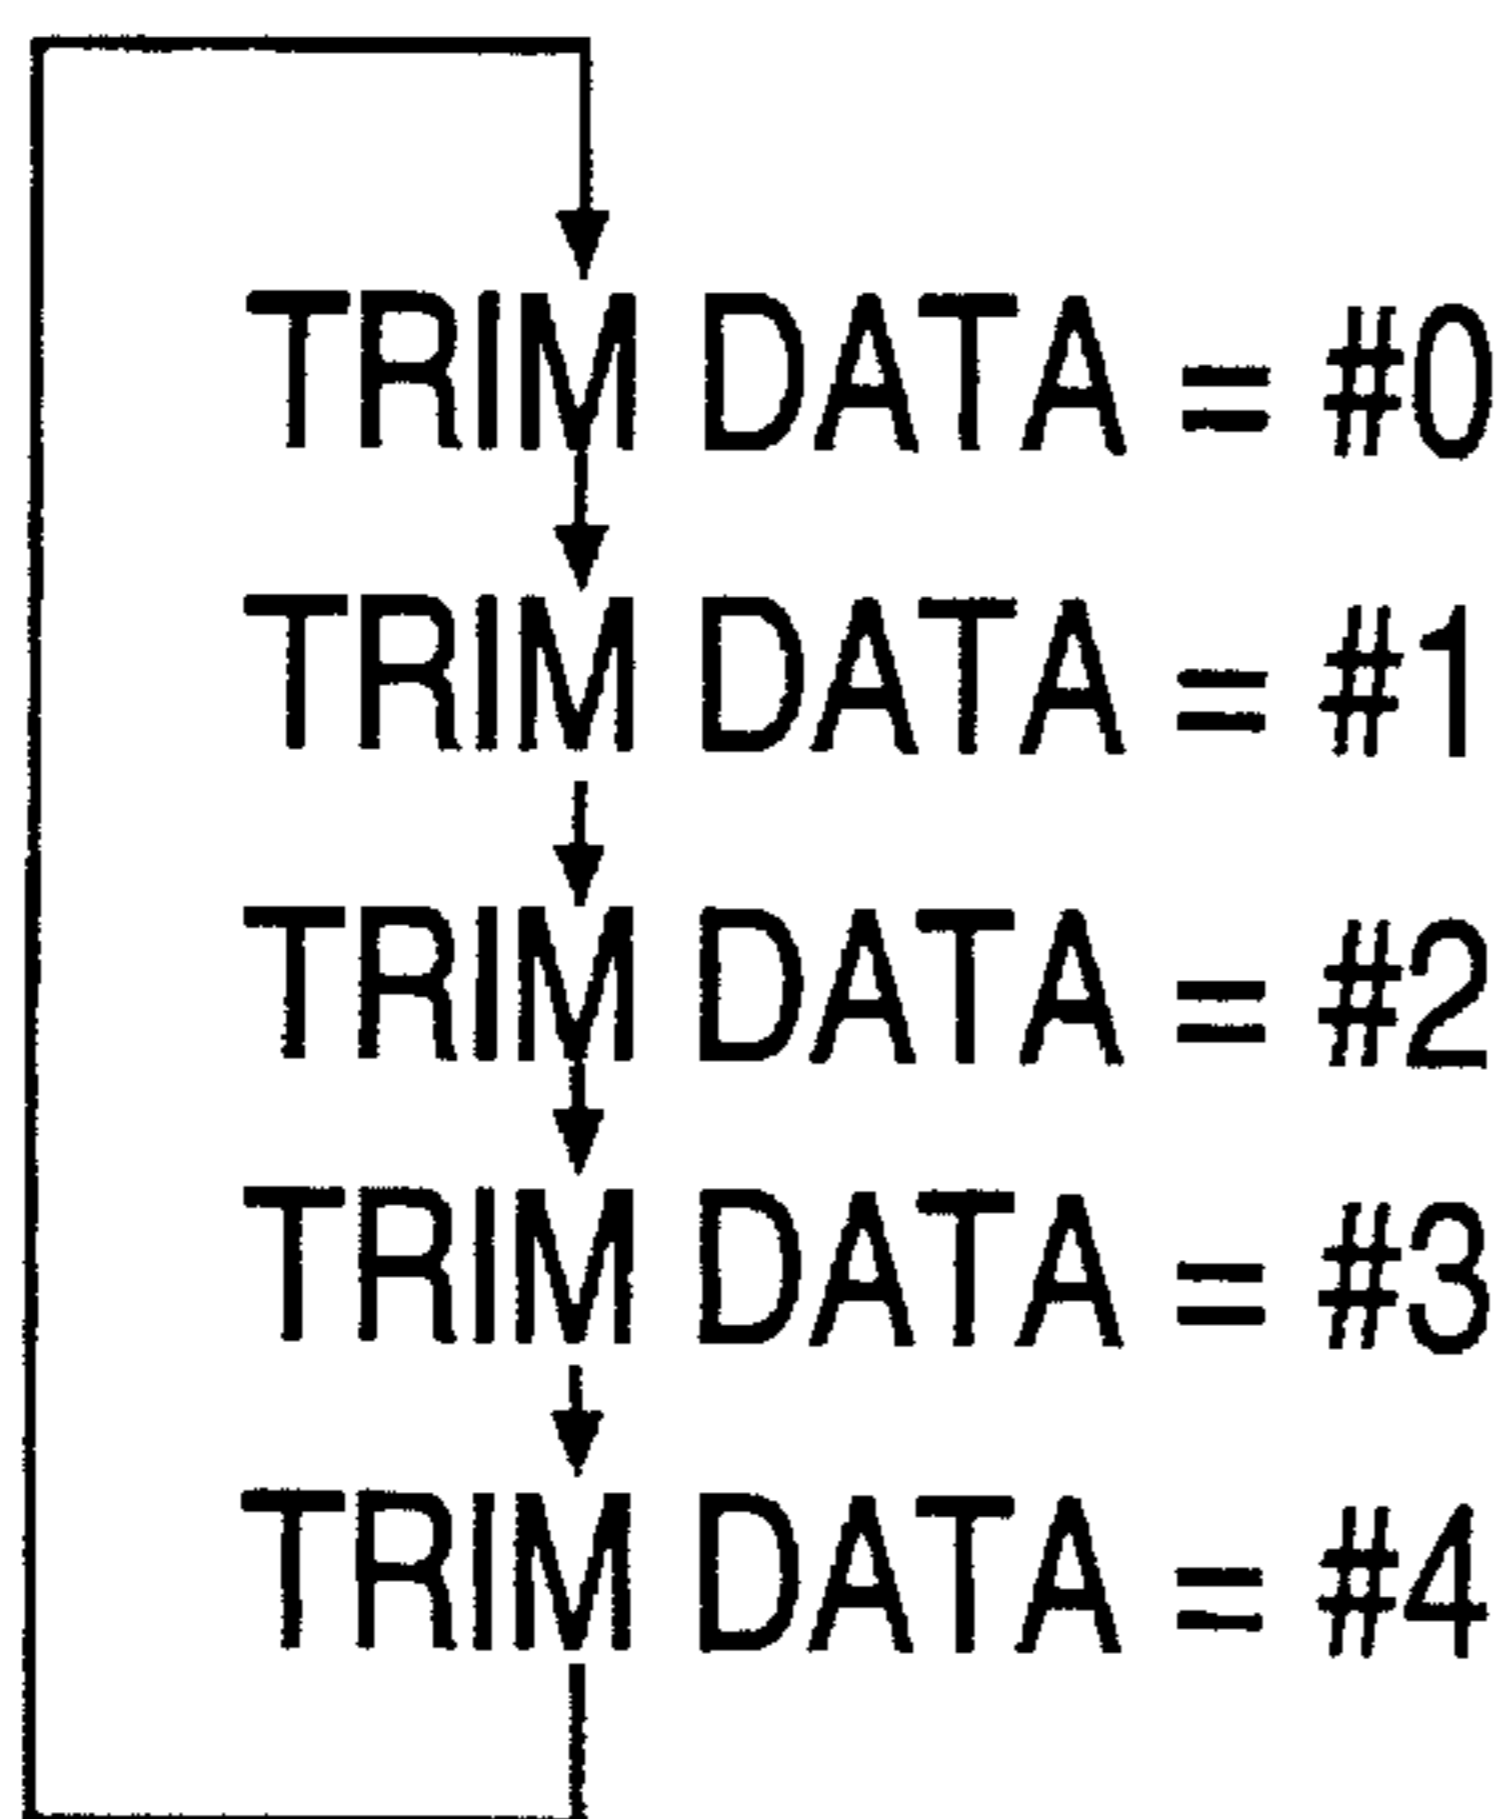 TRIM DATA = #0
TRIM DATA = #1
TRIM DATA = #2
TRIM DATA = #3
TRIM DATA = #4